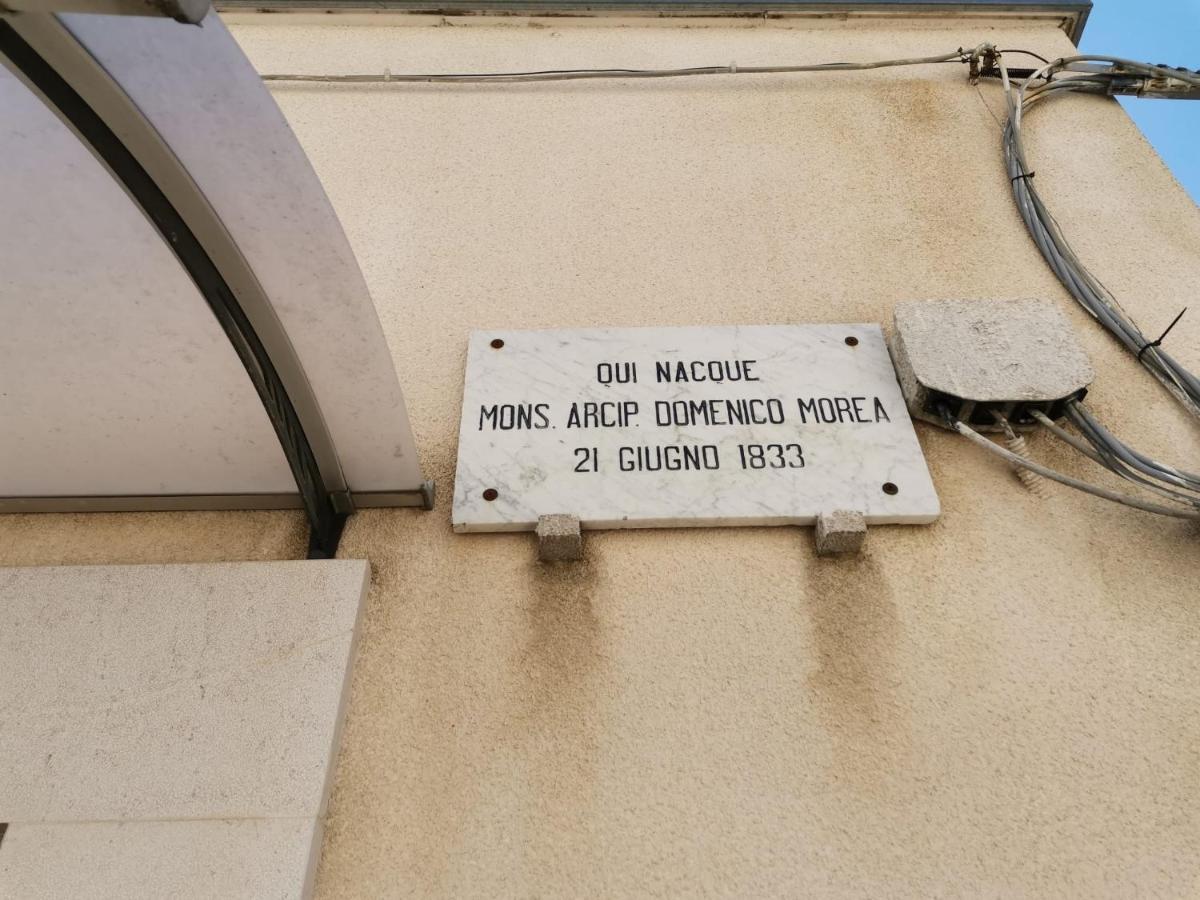 QUI NACQUE
MONS. ARCIP. DOMENICO MOREA
21 GIUGNO 1833